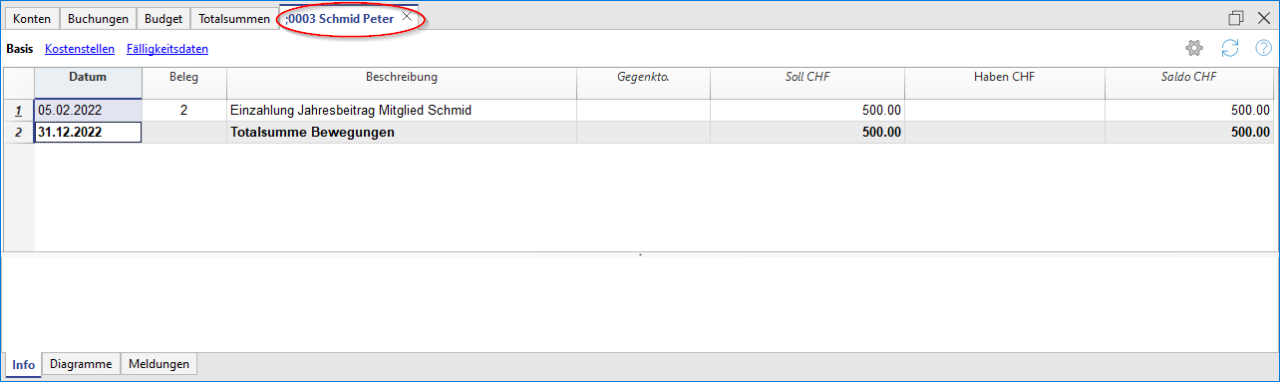 Konten Buchungen Budget Totalsummen ;0003 Schmid Peter
Basis Kostenstellen Fälligkeitsdaten
Datum Beleg Beschreibung Gegenkto. Soll CHF Haben CHF Saldo CHF
1 05.02.2022 2 Einzahlung Jahresbeitrag Mitglied Schmid 500.00 500.00
2 31.12.2022 Totalsumme Bewegungen 500.00 500.00
Info Diagramme Meldungen